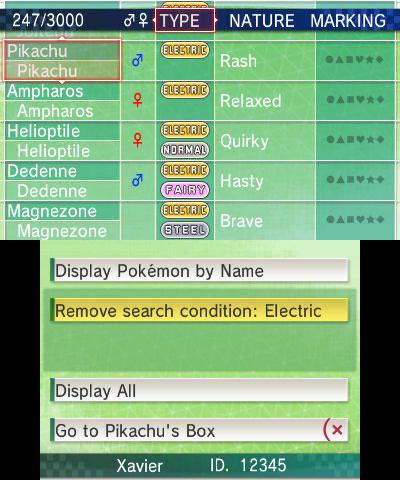 247/3000 ♂♀ TYPE NATURE MARKING
Jolteon ELECTRIC
Pikachu ELECTRIC
Pikachu ♂ Rash ●▲■♥★◆
Ampharos ELECTRIC
Ampharos ♀ Relaxed ●▲■♥★◆
Helioptile ELECTRIC
Helioptile ♀ NORMAL Quirky ●▲■♥★◆
Dedenne ELECTRIC
Dedenne ♂ FAIRY Hasty ●▲■♥★◆
Magnezone ELECTRIC
Magnezone STEEL Brave ●▲■♥★◆
Display Pokémon by Name
Remove search condition: Electric
Display All
Go to Pikachu's Box
Xavier ID. 12345